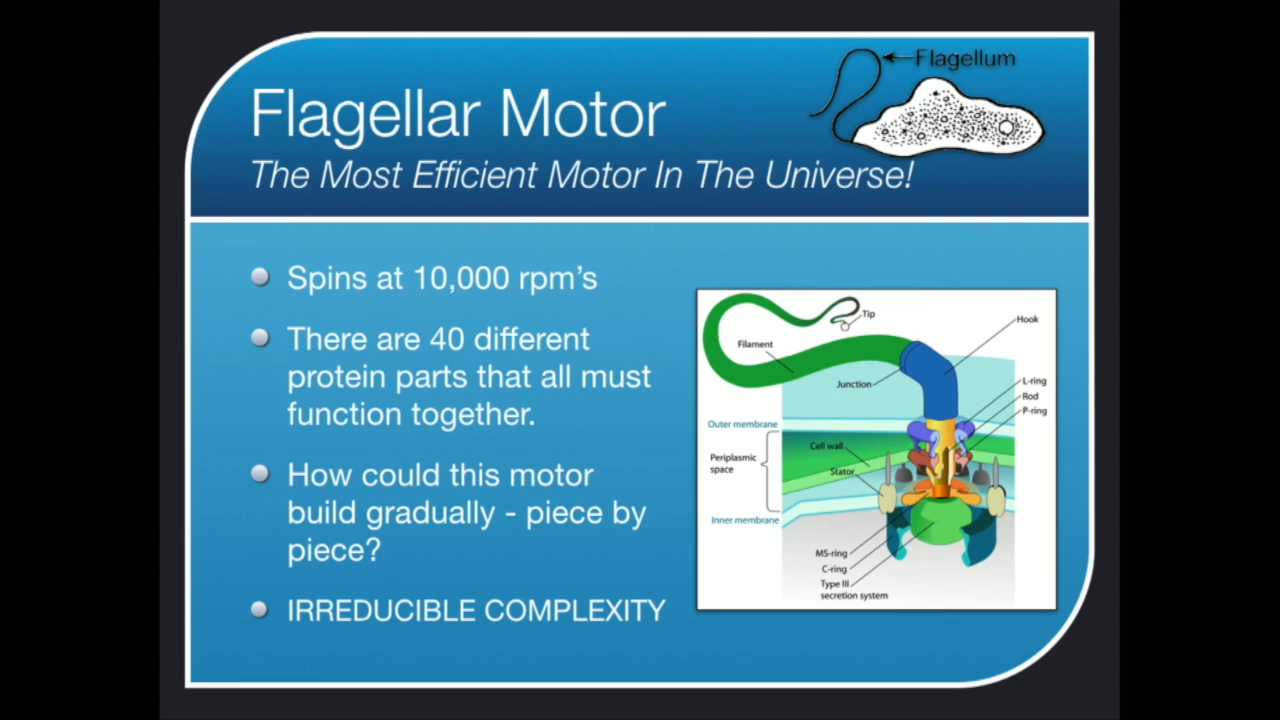 Flagellum
Flagellar Motor
The Most Efficient Motor In The Universe!
Spins at 10,000 rpm’s
There are 40 different
protein parts that all must
function together.
How could this motor
build gradually - piece by
piece?
IRREDUCIBLE COMPLEXITY
Tip
Hook
Filament
Junction
L-ring
Rod
P-ring
Outer membrane
Cell wall
Periplasmic
space
Stator
Inner membrane
MS-ring
C-ring
Type III
secretion system